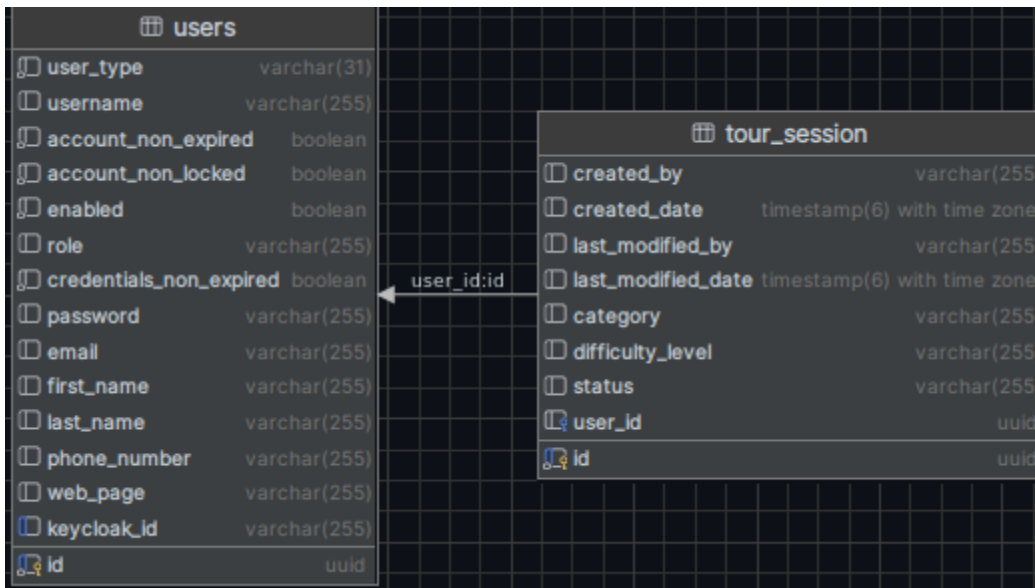 users
user_type varchar(31)
username varchar(255)
account_non_expired boolean
account_non_locked boolean
enabled boolean
role varchar(255)
credentials_non_expired boolean
password varchar(255)
email varchar(255)
first_name varchar(255)
last_name varchar(255)
phone_number varchar(255)
web_page varchar(255)
keycloak_id varchar(255)
id uuid
user_id:id
tour_session
created_by varchar(255
created_date timestamp(6) with time zone
last_modified_by varchar(255
last_modified_date timestamp(6) with time zone
category varchar(255
difficulty_level varchar(255
status varchar(255
user_id uuid
id uuid